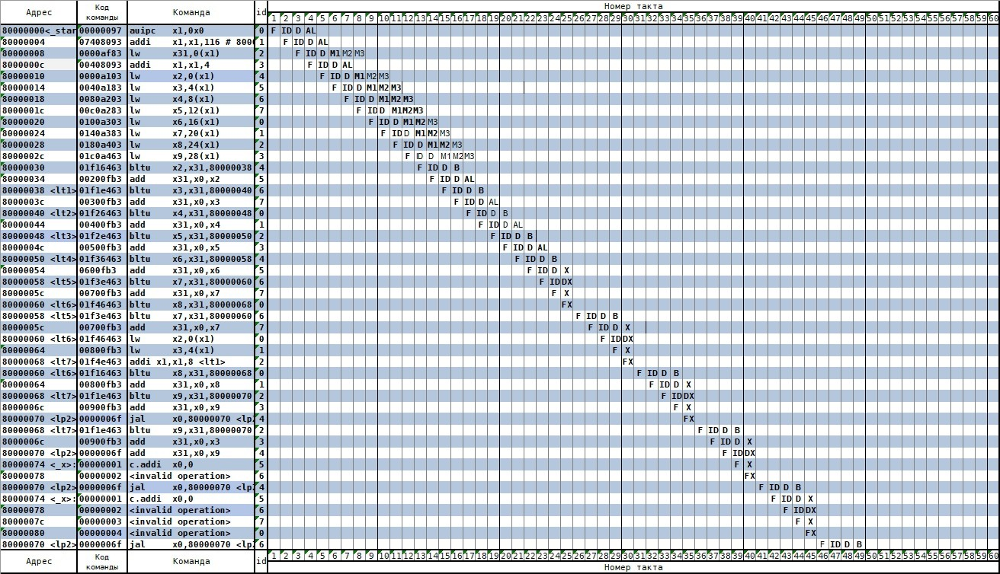 Адрес Код команды Команда id Номер такта
1 2 3 4 5 6 7 8 9 10 11 12 13 14 15 16 17 18 19 20 21 22 23 24 25 26 27 28 29 30 31 32 33 34 35 36 37 38 39 40 41 42 43 44 45 46 47 48 49 50 51 52 53 54 55 56 57 58 59 60
80000000<_star 00000097 auipc x1,0x0 0 F ID D AL
80000004 07408093 addi x1,x1,116 # 800 1 F ID D AL
80000008 0000af83 lw x31,0(x1) 2 F ID D M1 M2 M3
8000000c 00408093 addi x1,x1,4 3 F ID D AL
80000010 0000a103 lw x2,0(x1) 4 F ID D M1 M2 M3
80000014 0040a183 lw x3,4(x1) 5 F ID D M1 M2 M3
80000018 0080a203 lw x4,8(x1) 6 F ID D M1 M2 M3
8000001c 00c0a283 lw x5,12(x1) 7 F ID D M1 M2 M3
80000020 0100a303 lw x6,16(x1) 0 F ID D M1 M2 M3
80000024 0140a383 lw x7,20(x1) 1 F ID D M1 M2 M3
80000028 0180a403 lw x8,24(x1) 2 F ID D M1 M2 M3
8000002c 01c0a463 lw x9,28(x1) 3 F ID D M1 M2 M3
80000030 01f16463 bltu x2,x31,80000038 4 F ID D B
80000034 00200fb3 add x31,x0,x2 5 F ID D AL
80000038 <lt1> 01f1e463 bltu x3,x31,80000040 6 F ID D B
8000003c 00300fb3 add x31,x0,x3 7 F ID D AL
80000040 <lt2> 01f26463 bltu x4,x31,80000048 0 F ID D B
80000044 00400fb3 add x31,x0,x4 1 F ID D AL
80000048 <lt3> 01f2e463 bltu x5,x31,80000050 2 F ID D B
8000004c 00500fb3 add x31,x0,x5 3 F ID D AL
80000050 <lt4> 01f36463 bltu x6,x31,80000058 4 F ID D B
80000054 0600fb3 add x31,x0,x6 5 F ID D X
80000058 <lt5> 01f3e463 bltu x7,x31,80000060 6 F ID DX
8000005c 00700fb3 add x31,x0,x7 7 F X
80000060 <lt6> 01f46463 bltu x8,x31,80000068 0 FX
80000058 <lt5> 01f3e463 bltu x7,x31,80000060 6 F ID D B
8000005c 00700fb3 add x31,x0,x7 7 F ID D X
80000060 <lt6> 01f46463 lw x2,0(x1) 0 F ID DX
80000064 00800fb3 lw x3,4(x1) 1 F X
80000068 <lt7> 01f4e463 addi x1,x1,8 <lt1> 2 FX
80000060 <lt6> 01f16463 bltu x8,x31,80000068 0 F ID D B
80000064 00800fb3 add x31,x0,x8 1 F ID D X
80000068 <lt7> 01f1e463 bltu x9,x31,80000070 2 F ID DX
8000006c 00900fb3 add x31,x0,x9 3 F X
80000070 <lp2> 0000006f jal x0,80000070 <lp2 4 FX
80000068 <lt7> 01f1e463 bltu x9,x31,80000070 2 F ID D B
8000006c 00900fb3 add x31,x0,x3 3 F ID D X
80000070 <lp2> 0000006f add x31,x0,x9 4 F ID DX
80000074 <_x>: 00000001 c.addi x0,0 5 F X
80000078 00000002 <invalid operation> 6 FX
80000070 <lp2> 0000006f jal x0,80000070 <lp2 4 F ID D B
80000074 <_x>: 00000001 c.addi x0,0 5 F ID D X
80000078 00000002 <invalid operation> 6 F ID DX
8000007c 00000003 <invalid operation> 7 F X
80000080 00000004 <invalid operation> 0 FX
80000070 <lp2> 0000006f jal x0,80000070 <lp2 6 F ID D B
1 2 3 4 5 6 7 8 9 10 11 12 13 14 15 16 17 18 19 20 21 22 23 24 25 26 27 28 29 30 31 32 33 34 35 36 37 38 39 40 41 42 43 44 45 46 47 48 49 50 51 52 53 54 55 56 57 58 59 60
Адрес Код команды Команда id Номер такта